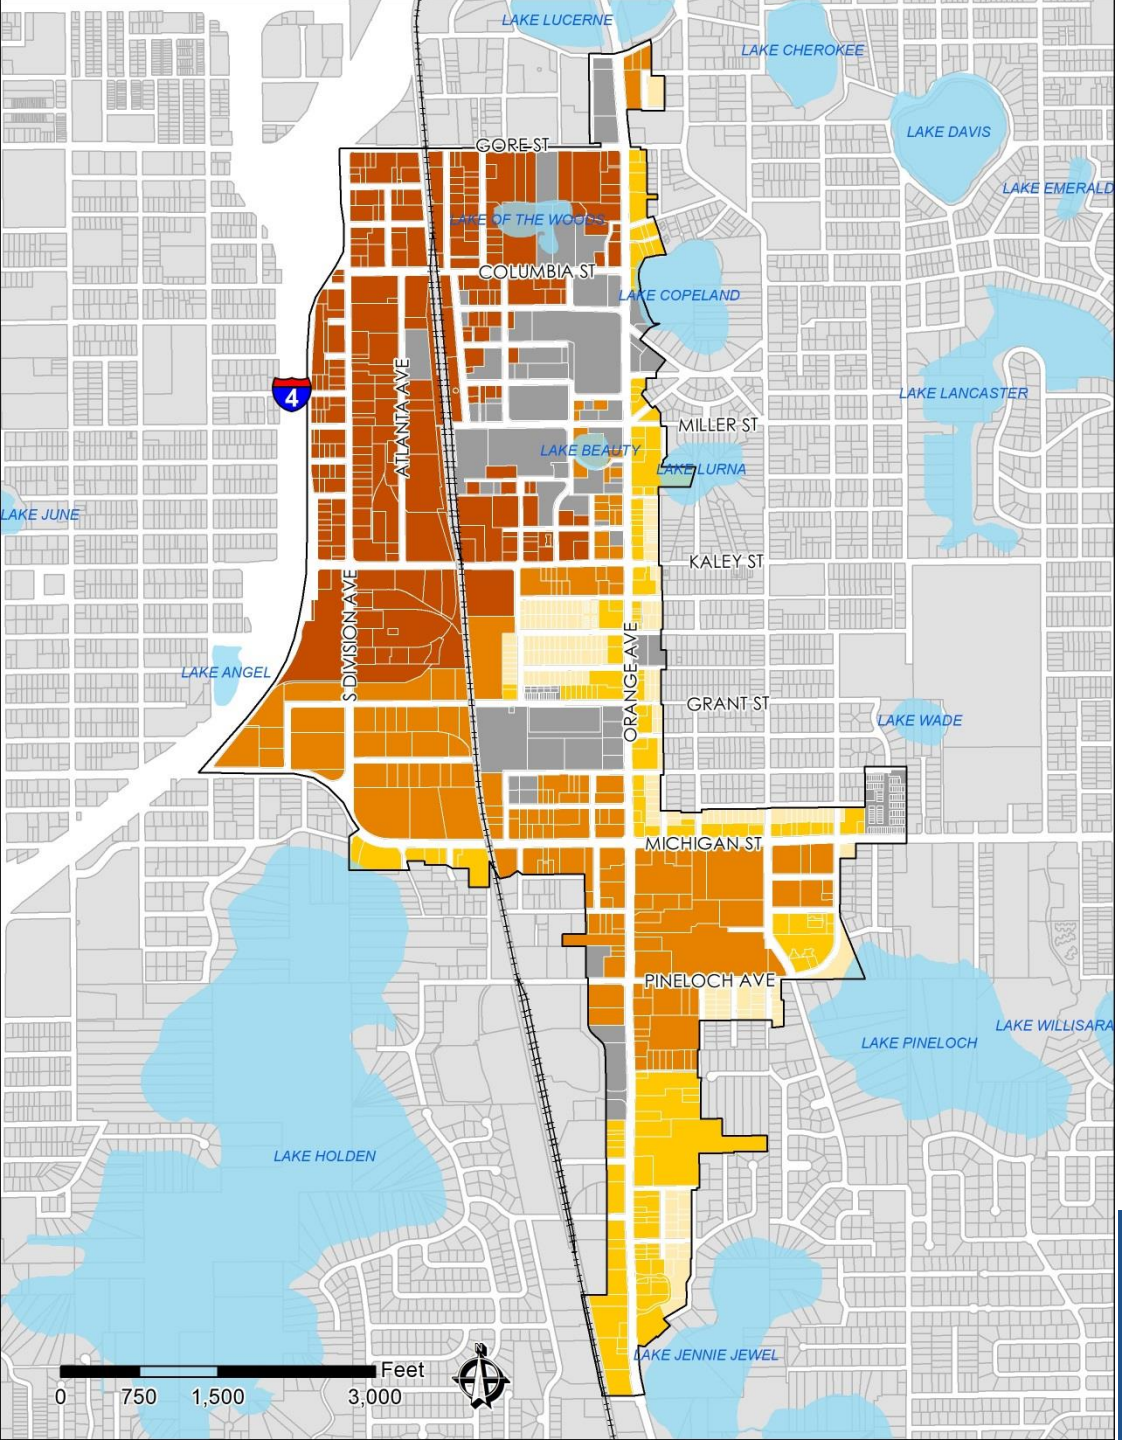 LAKE LUCERNE
LAKE CHEROKEE
LAKE DAVIS
GORE ST
LAKE EMERALD
LAKE OF THE WOODS
COLUMBIA ST
LAKE COPELAND
4
ATLANTA AVE
LAKE LANCASTER
MILLER ST
LAKE BEAUTY
LAKE LURNA
LAKE JUNE
KALEY ST
S DIVISION AVE
ORANGE AVE
LAKE ANGEL
GRANT ST
LAKE WADE
MICHIGAN ST
PINELOCH AVE
LAKE WILLISARA
LAKE PINELOCH
LAKE HOLDEN
LAKE JENNIE JEWEL
N
Feet
0 750 1,500 3,000